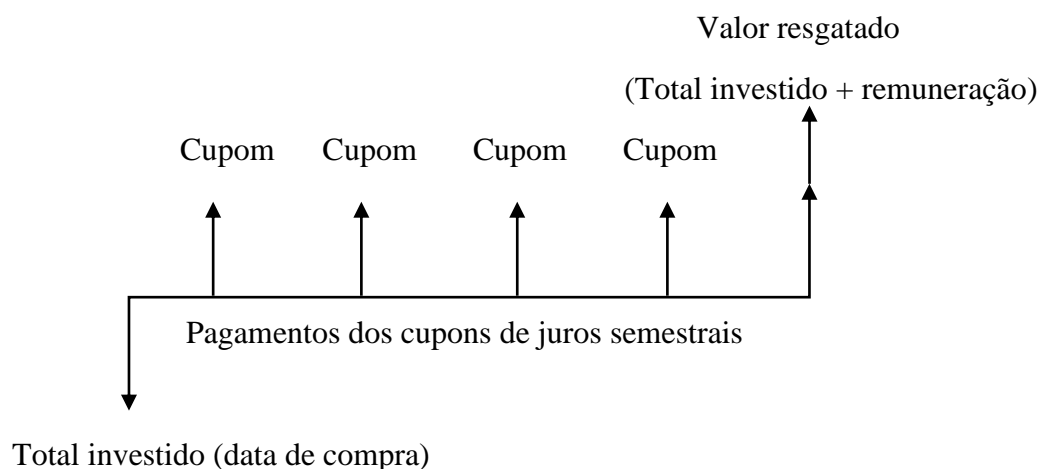 Valor resgatado
(Total investido + remuneração)
Cupom Cupom Cupom Cupom
Pagamentos dos cupons de juros semestrais
Total investido (data de compra)